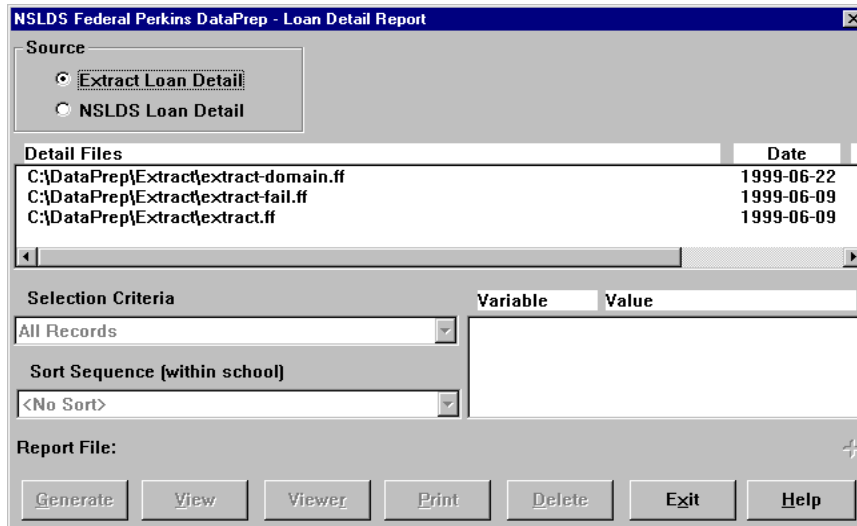 NSLDS Federal Perkins DataPrep - Loan Detail Report
Source
Extract Loan Detail
NSLDS Loan Detail
Detail Files Date
C:\DataPrep\Extract\extract-domain.ff 1999-06-22
C:\DataPrep\Extract\extract-fail.ff 1999-06-09
C:\DataPrep\Extract\extract.ff 1999-06-09
Selection Criteria Variable Value
All Records
Sort Sequence (within school)
<No Sort>
Report File:
Generate View Viewer Print Delete Exit Help